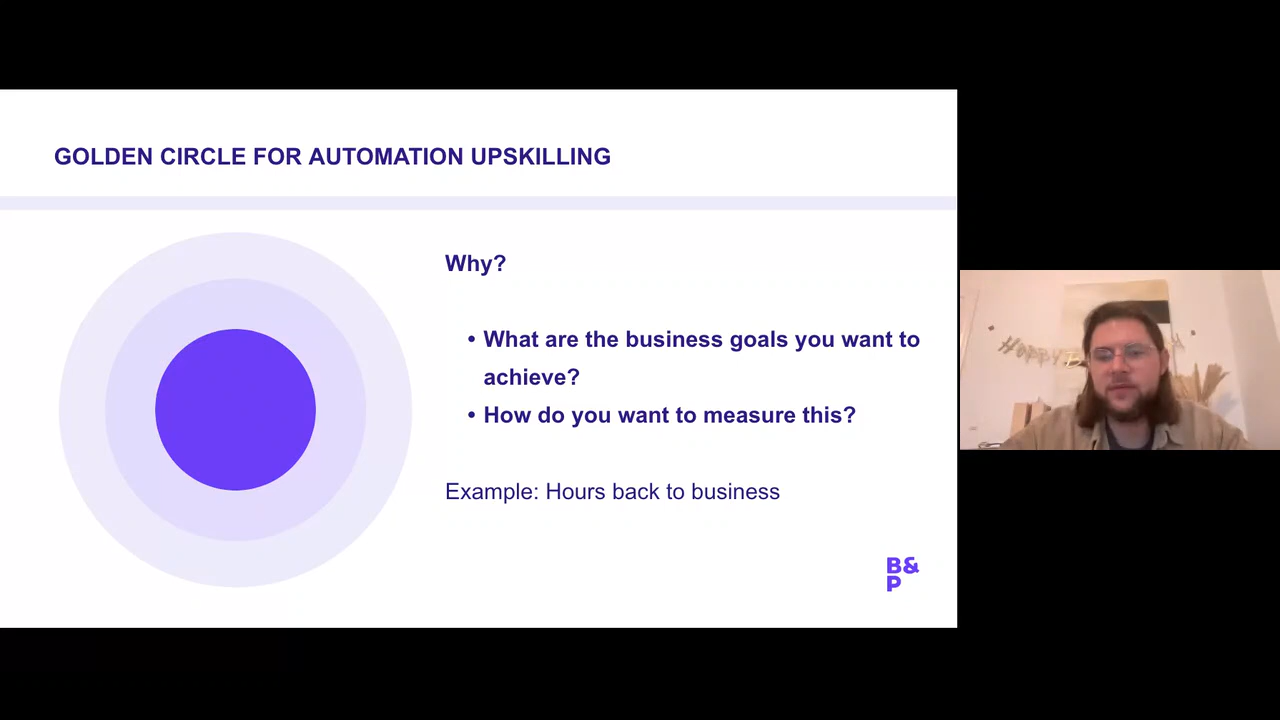 GOLDEN CIRCLE FOR AUTOMATION UPSKILLING
Why?
• What are the business goals you want to
achieve?
• How do you want to measure this?
Example: Hours back to business
B&
P
HAPPY